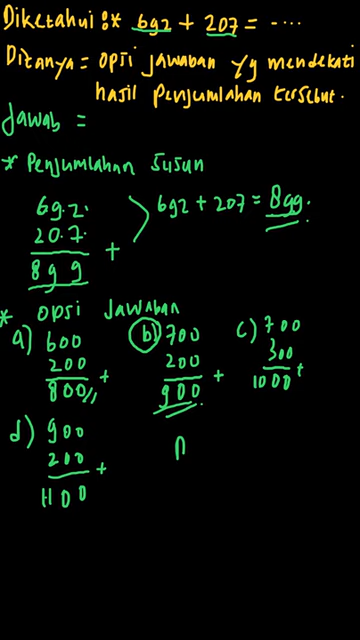 Diketahui :* 692 + 207 = ....
Ditanya = opsi jawaban yg mendekati
hasil penjumlahan tersebut.
Jawab =
* Penjumlahan susun
692
207
899 +
692 + 207 = 899.
* opsi jawaban
a) 600
200
800 +
b) 700
200
900 +
c) 700
300
1000 +
d) 900
200
1100 +